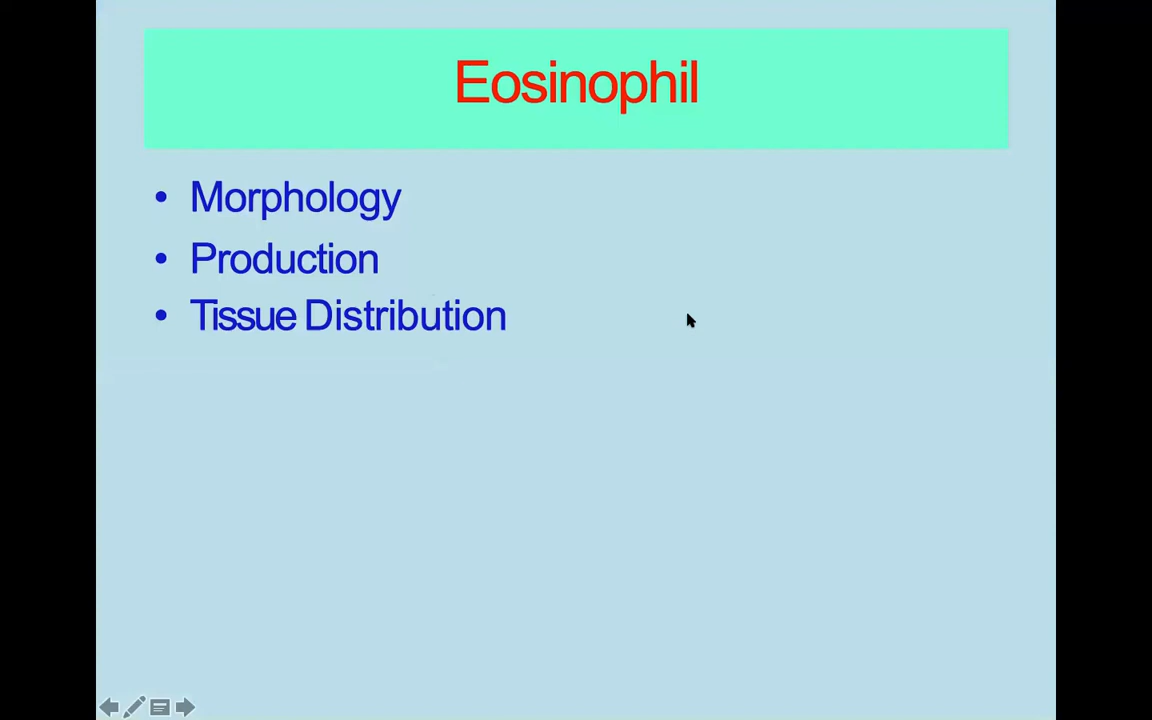 Eosinophil
• Morphology
• Production
• Tissue Distribution